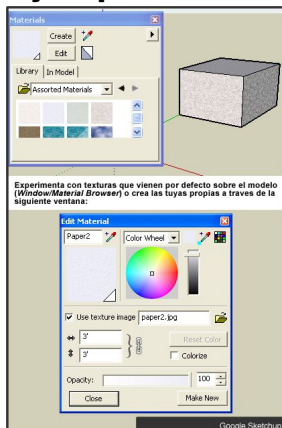 Materials
Create
Edit
Library
In Model
Assorted Materials
Experimenta con texturas que vienen por defecto sobre el modelo
(Window/Material Browser) o crea las tuyas propias a traves de la
siguiente ventana:
Edit Material
Paper2
Color Wheel
Use texture image
paper2.jpg
3'
Reset Color
3'
Colorize
Opacity:
100
Close
Make New
Google Sketchup